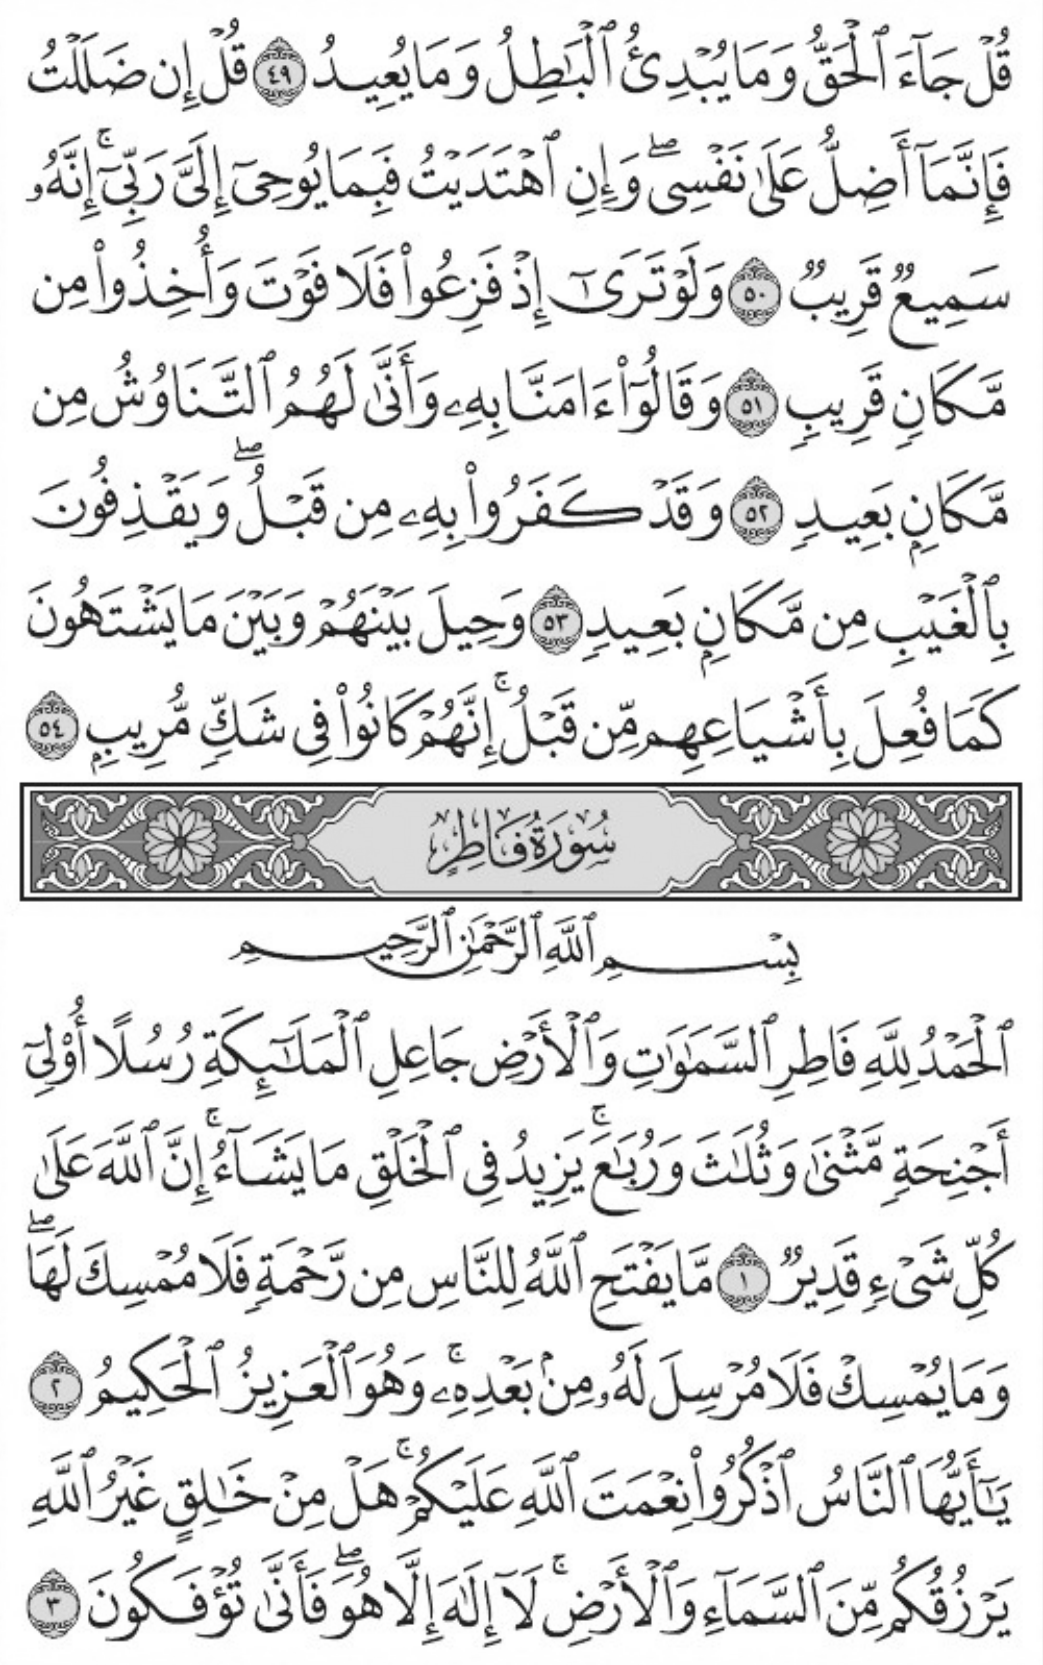 قُلْ جَآءَ ٱلْحَقُّ وَمَا يُبْدِئُ ٱلْبَٰطِلُ وَمَا يُعِيدُ ٤٩ قُلْ إِن ضَلَلْتُ
فَإِنَّمَآ أَضِلُّ عَلَىٰ نَفْسِىۖ وَإِنِ ٱهْتَدَيْتُ فَبِمَا يُوحِىٓ إِلَىَّ رَبِّىٓۚ إِنَّهُۥ
سَمِيعٌ قَرِيبٌ ٥٠ وَلَوْ تَرَىٰٓ إِذْ فَزِعُوا۟ فَلَا فَوْتَ وَأُخِذُوا۟ مِن
مَّكَانٍ قَرِيبٍ ٥١ وَقَالُوٓا۟ ءَامَنَّا بِهِۦ وَأَنَّىٰ لَهُمُ ٱلتَّنَاوُشُ مِن
مَّكَانٍۭ بَعِيدٍ ٥٢ وَقَدْ كَفَرُوا۟ بِهِۦ مِن قَبْلُۖ وَيَقْذِفُونَ
بِٱلْغَيْبِ مِن مَّكَانٍۭ بَعِيدٍ ٥٣ وَحِيلَ بَيْنَهُمْ وَبَيْنَ مَا يَشْتَهُونَ
كَمَا فُعِلَ بِأَشْيَاعِهِم مِّن قَبْلُۚ إِنَّهُمْ كَانُوا۟ فِى شَكٍّ مُّرِيبٍۭ ٥٤
سُورَةُ فَاطِرٍ
بِسْمِ ٱللَّهِ ٱلرَّحْمَٰنِ ٱلرَّحِيمِ
ٱلْحَمْدُ لِلَّهِ فَاطِرِ ٱلسَّمَٰوَٰتِ وَٱلْأَرْضِ جَاعِلِ ٱلْمَلَٰٓئِكَةِ رُسُلًا أُو۟لِىٓ
أَجْنِحَةٍ مَّثْنَىٰ وَثُلَٰثَ وَرُبَٰعَۚ يَزِيدُ فِى ٱلْخَلْقِ مَا يَشَآءُۚ إِنَّ ٱللَّهَ عَلَىٰ
كُلِّ شَىْءٍ قَدِيرٌ ١ مَّا يَفْتَحِ ٱللَّهُ لِلنَّاسِ مِن رَّحْمَةٍ فَلَا مُمْسِكَ لَهَاۖ
وَمَا يُمْسِكْ فَلَا مُرْسِلَ لَهُۥ مِنۢ بَعْدِهِۦۚ وَهُوَ ٱلْعَزِيزُ ٱلْحَكِيمُ ٢
يَٰٓأَيُّهَا ٱلنَّاسُ ٱذْكُرُوا۟ نِعْمَتَ ٱللَّهِ عَلَيْكُمْۚ هَلْ مِنْ خَٰلِقٍ غَيْرُ ٱللَّهِ
يَرْزُقُكُم مِّنَ ٱلسَّمَآءِ وَٱلْأَرْضِۚ لَآ إِلَٰهَ إِلَّا هُوَۖ فَأَنَّىٰ تُؤْفَكُونَ ٣